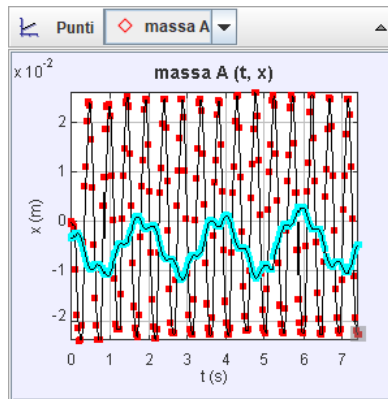 Punti massa A
x 10⁻²
massa A (t, x)
2
1
0
-1
-2
x (m)
0 1 2 3 4 5 6 7
t (s)